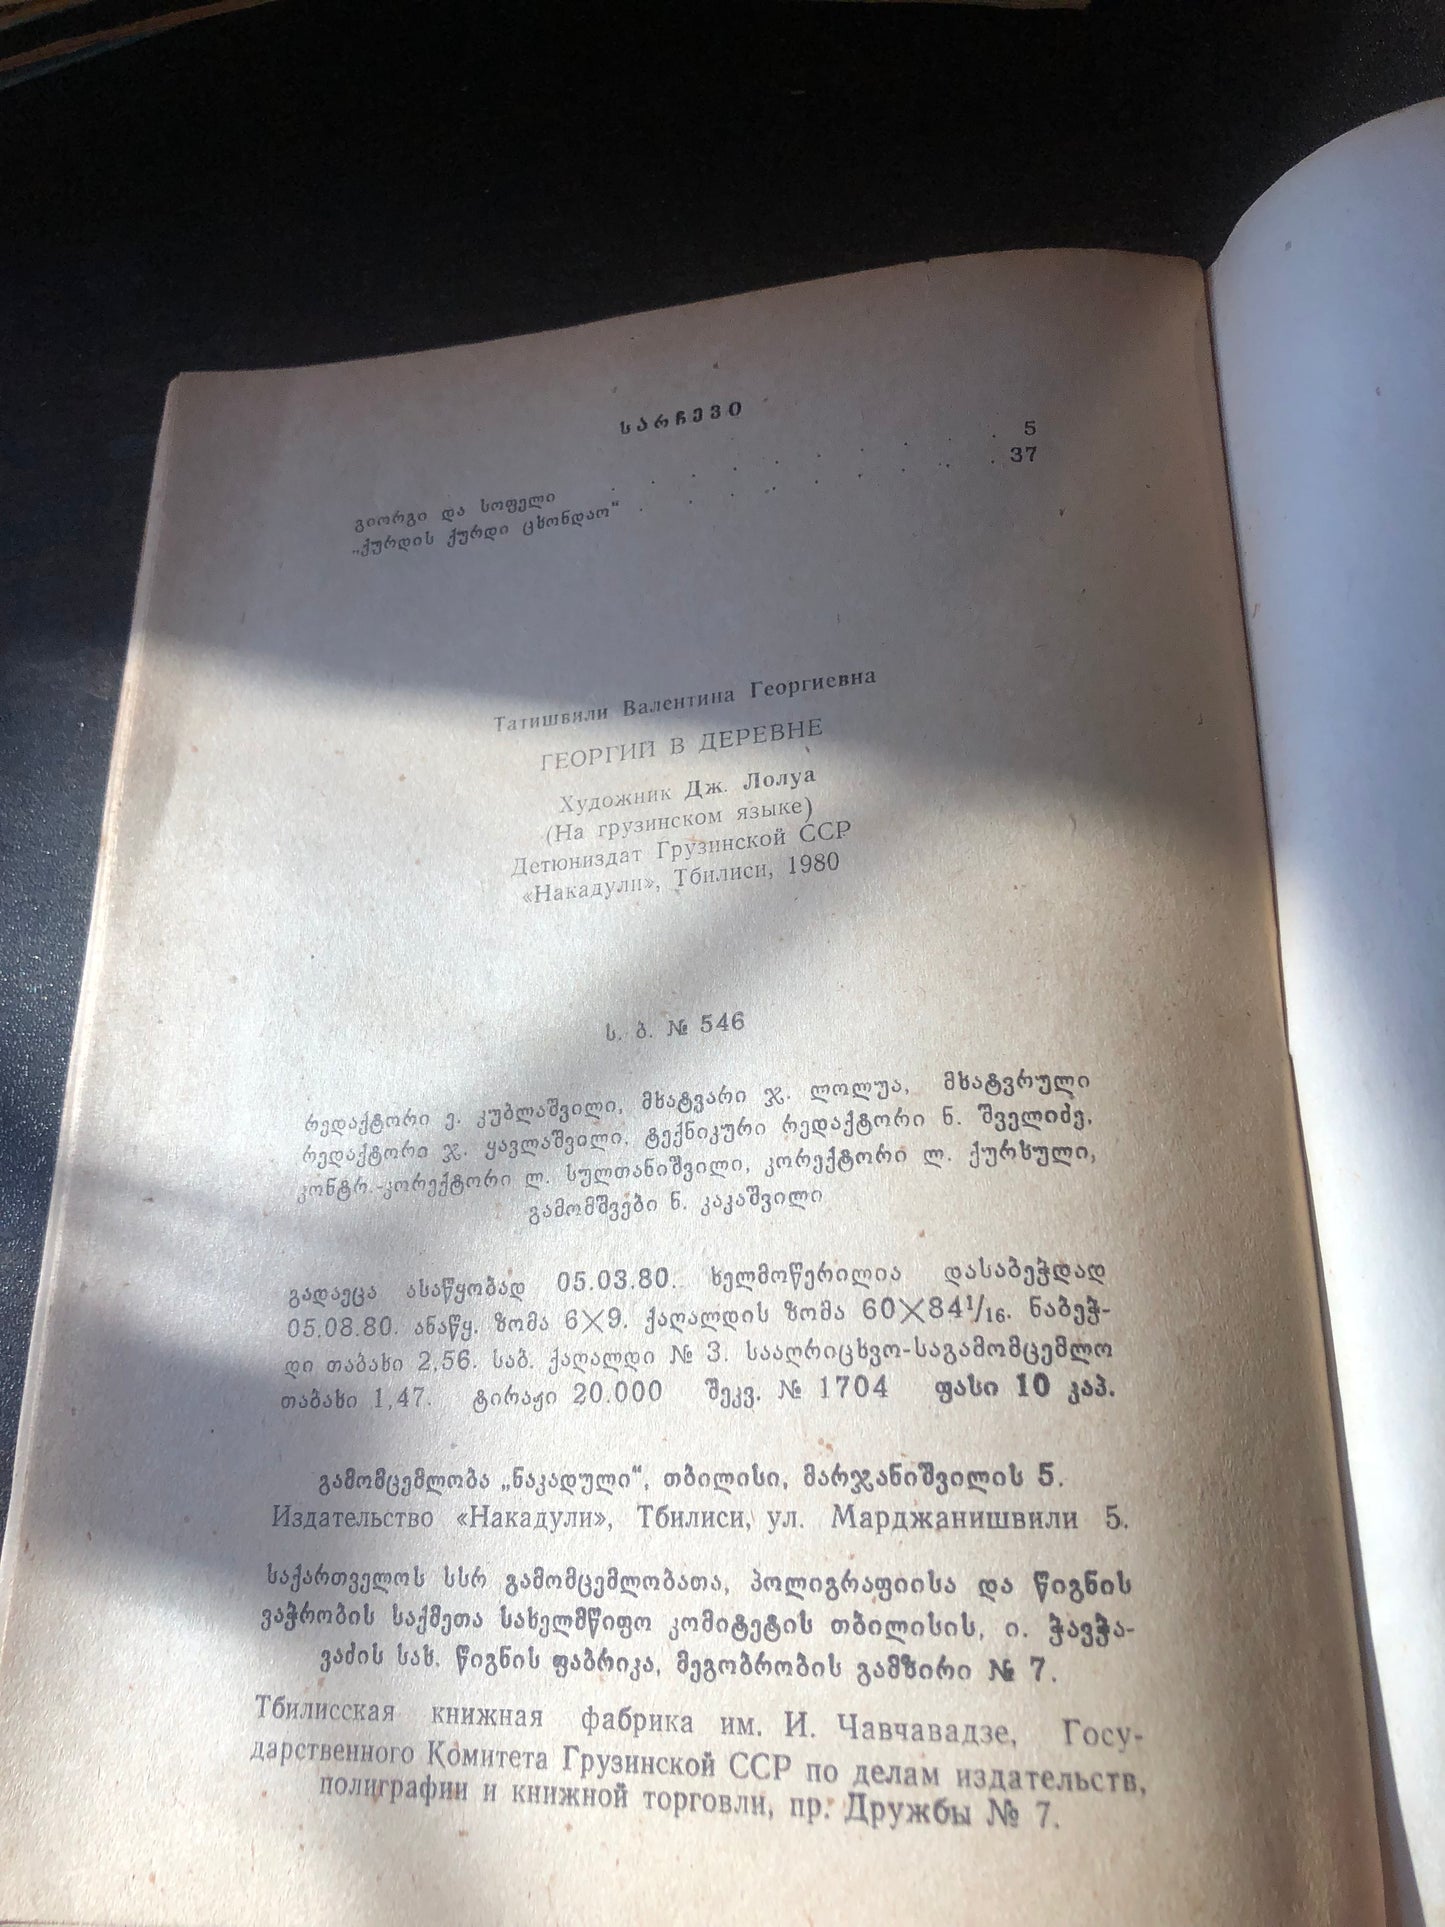 სარჩევი
გიორგი და სოფელი . . . . . . . . . . 5
„ქურდის ქურდი ცხონდაო“ . . . . . . . . . . 37
Татишвили Валентина Георгиевна
ГЕОРГИЙ В ДЕРЕВНЕ
Художник Дж. Лолуа
(На грузинском языке)
Детюниздат Грузинской ССР
«Накадули», Тбилиси, 1980
ს. ბ. № 546
რედაქტორი ე. კუბლაშვილი, მხატვარი ჯ. ლოლუა, მხატვრული
რედაქტორი ჯ. ყავლაშვილი, ტექნიკური რედაქტორი ნ. შველიძე,
კონტრ.-კორექტორი ლ. სულთანიშვილი, კორექტორი ლ. ქურხული,
გამომშვები ნ. კაკაშვილი
გადაეცა ასაწყობად 05.03.80. ხელმოწერილია დასაბეჭდად
05.08.80. ანაწყ. ზომა 6×9. ქაღალდის ზომა 60×84¹/₁₆. ნაბეჭ-
დი თაბახი 2,56. საბ. ქაღალდი № 3. სააღრიცხვო-საგამომცემლო
თაბახი 1,47. ტირაჟი 20.000 შეკვ. № 1704 ფასი 10 კაპ.
გამომცემლობა „ნაკადული“, თბილისი, მარჯანიშვილის 5.
Издательство «Накадули», Тбилиси, ул. Марджанишвили 5.
საქართველოს სსრ გამომცემლობათა, პოლიგრაფიისა და წიგნის
ვაჭრობის საქმეთა სახელმწიფო კომიტეტის თბილისის, ი. ჭავჭა-
ვაძის სახ. წიგნის ფაბრიკა, მეგობრობის გამზირი № 7.
Тбилисская книжная фабрика им. И. Чавчавадзе, Госу-
дарственного Комитета Грузинской ССР по делам издательств,
полиграфии и книжной торговли, пр. Дружбы № 7.